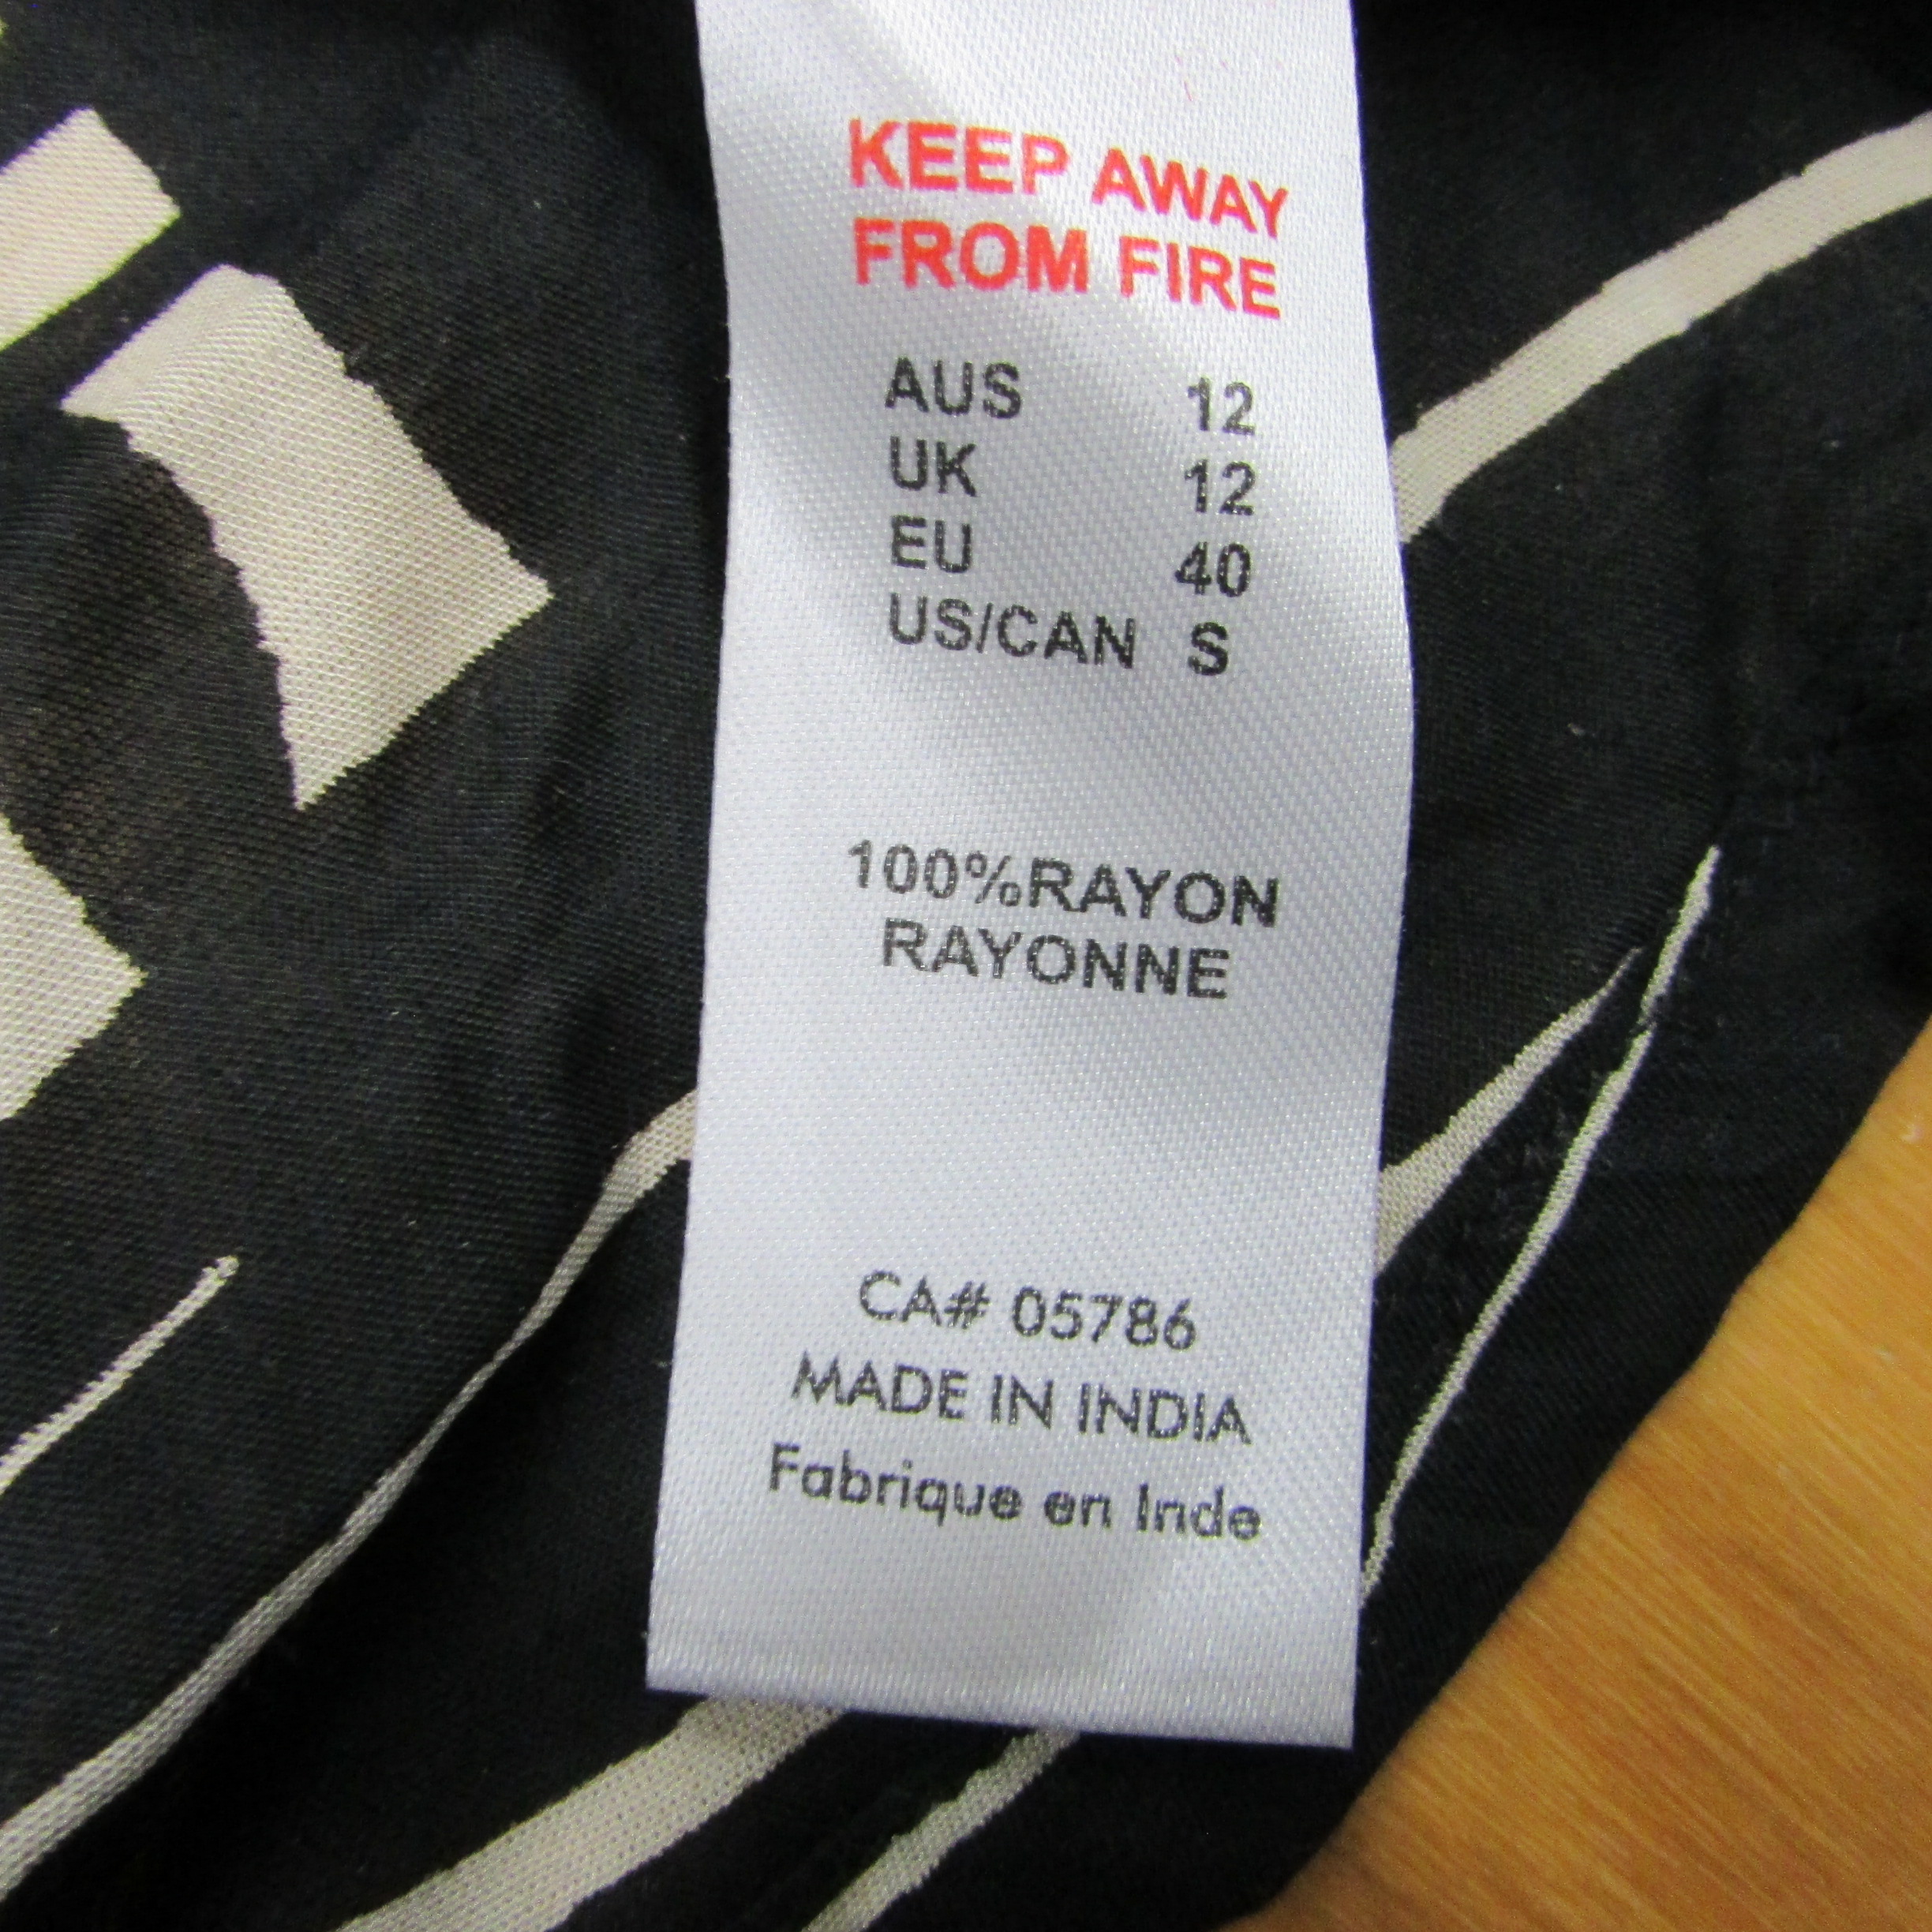 KEEP AWAY
FROM FIRE
AUS 12
UK 12
EU 40
US/CAN S
100%RAYON
RAYONNE
CA# 05786
MADE IN INDIA
Fabrique en Inde